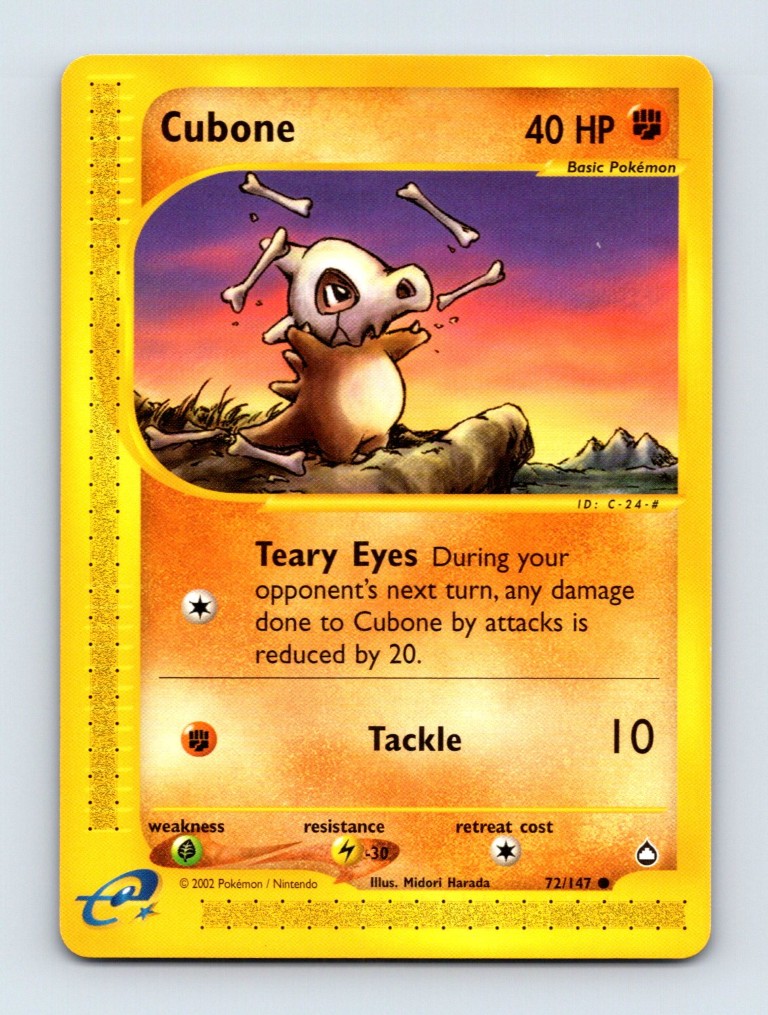 Cubone 40 HP
Basic Pokémon
ID: C-24-#
Teary Eyes During your
opponent's next turn, any damage
done to Cubone by attacks is
reduced by 20.
Tackle 10
weakness resistance retreat cost
-30
© 2002 Pokémon / Nintendo Illus. Midori Harada 72/147
e